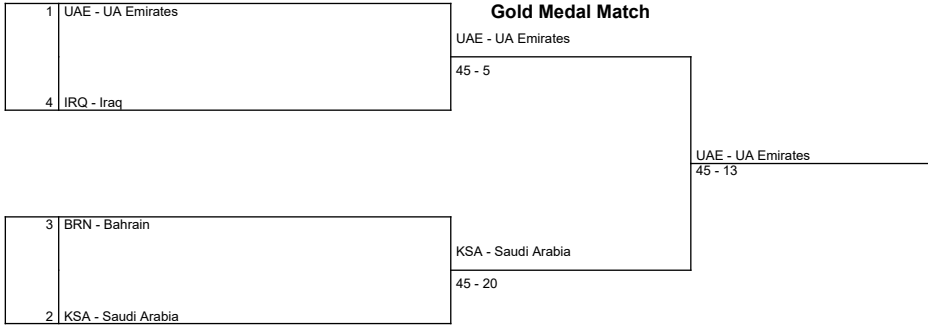 Gold Medal Match
1 UAE - UA Emirates
UAE - UA Emirates
45 - 5
4 IRQ - Iraq
UAE - UA Emirates
45 - 13
3 BRN - Bahrain
KSA - Saudi Arabia
45 - 20
2 KSA - Saudi Arabia